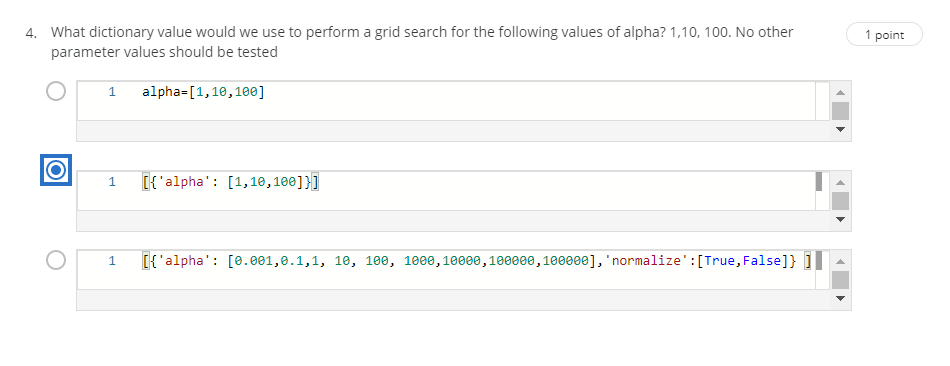 4. What dictionary value would we use to perform a grid search for the following values of alpha? 1,10, 100. No other
parameter values should be tested
1 point
1 alpha=[1,10,100]
1 [{'alpha': [1,10,100]}]
1 [{'alpha': [0.001,0.1,1, 10, 100, 1000,10000,100000,100000],'normalize':[True,False]} ]